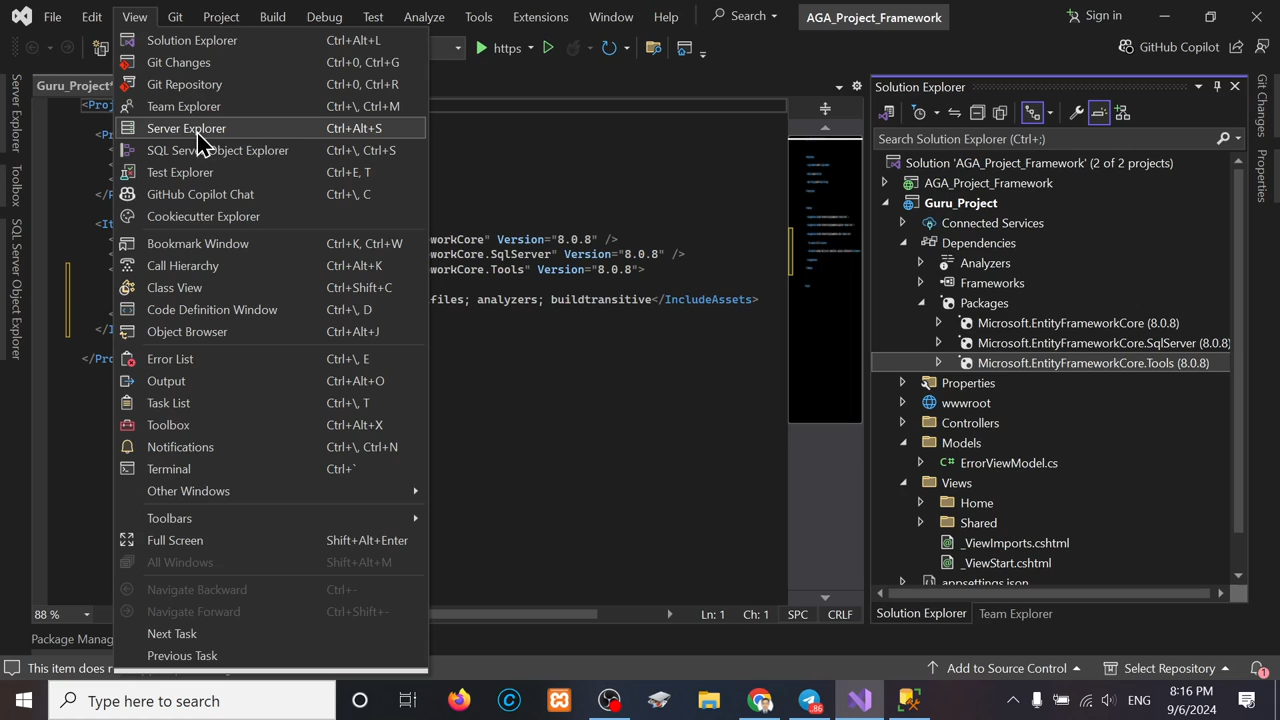 File Edit View Git Project Build Debug Test Analyze Tools Extensions Window Help Search AGA_Project_Framework Sign in
https GitHub Copilot
Server Explorer
Toolbox
SQL Server Object Explorer
Guru_Project*
Solution Explorer Ctrl+Alt+L
Git Changes Ctrl+0, Ctrl+G
Git Repository Ctrl+0, Ctrl+R
Team Explorer Ctrl+\, Ctrl+M
Server Explorer Ctrl+Alt+S
SQL Server Object Explorer Ctrl+\, Ctrl+S
Test Explorer Ctrl+E, T
GitHub Copilot Chat Ctrl+\, C
Cookiecutter Explorer
Bookmark Window Ctrl+K, Ctrl+W
Call Hierarchy Ctrl+Alt+K
Class View Ctrl+Shift+C
Code Definition Window Ctrl+\, D
Object Browser Ctrl+Alt+J
Error List Ctrl+\, E
Output Ctrl+Alt+O
Task List Ctrl+\, T
Toolbox Ctrl+Alt+X
Notifications Ctrl+\, Ctrl+N
Terminal Ctrl+`
Other Windows
Toolbars
Full Screen Shift+Alt+Enter
All Windows Shift+Alt+M
Navigate Backward Ctrl+-
Navigate Forward Ctrl+Shift+-
Next Task
Previous Task
<Proj
<P
</P
<It
workCore" Version="8.0.8" />
workCore.SqlServer" Version="8.0.8" />
workCore.Tools" Version="8.0.8">
files; analyzers; buildtransitive</IncludeAssets>
</I
</Pro
88 % Ln: 1 Ch: 1 SPC CRLF
Solution Explorer
Search Solution Explorer (Ctrl+;)
Solution 'AGA_Project_Framework' (2 of 2 projects)
AGA_Project_Framework
Guru_Project
Connected Services
Dependencies
Analyzers
Frameworks
Packages
Microsoft.EntityFrameworkCore (8.0.8)
Microsoft.EntityFrameworkCore.SqlServer (8.0.8)
Microsoft.EntityFrameworkCore.Tools (8.0.8)
Properties
wwwroot
Controllers
Models
ErrorViewModel.cs
Views
Home
Shared
_ViewImports.cshtml
_ViewStart.cshtml
appsettings.json
Solution Explorer Team Explorer
Git Changes
Properties
Package Manag
This item does n Add to Source Control Select Repository 1
Type here to search 86 ENG 8:16 PM
9/6/2024